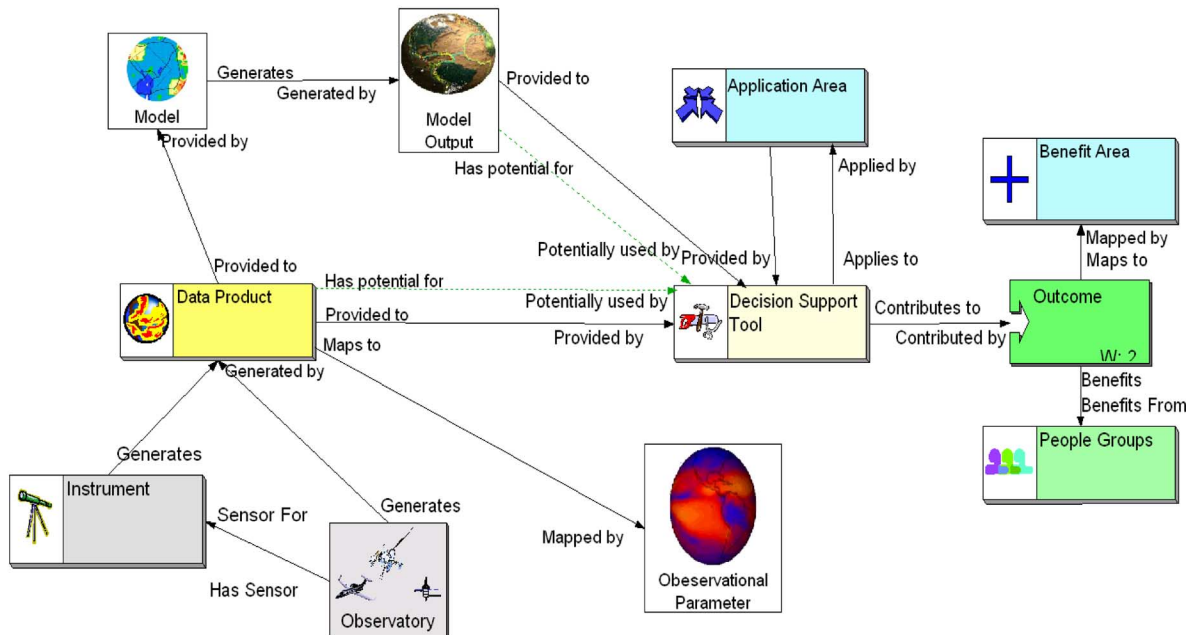 Model
Generates
Generated by
Model
Output
Provided to
Application Area
Provided by
Has potential for
Applied by
Benefit Area
Potentially used by
Provided by
Applies to
Mapped by
Maps to
Provided to
Has potential for
Data Product
Potentially used by
Decision Support
Tool
Contributes to
Contributed by
Outcome
W: 2
Provided to
Provided by
Maps to
Generated by
Benefits
Benefits From
People Groups
Generates
Instrument
Generates
Sensor For
Has Sensor
Observatory
Mapped by
Obeservational
Parameter